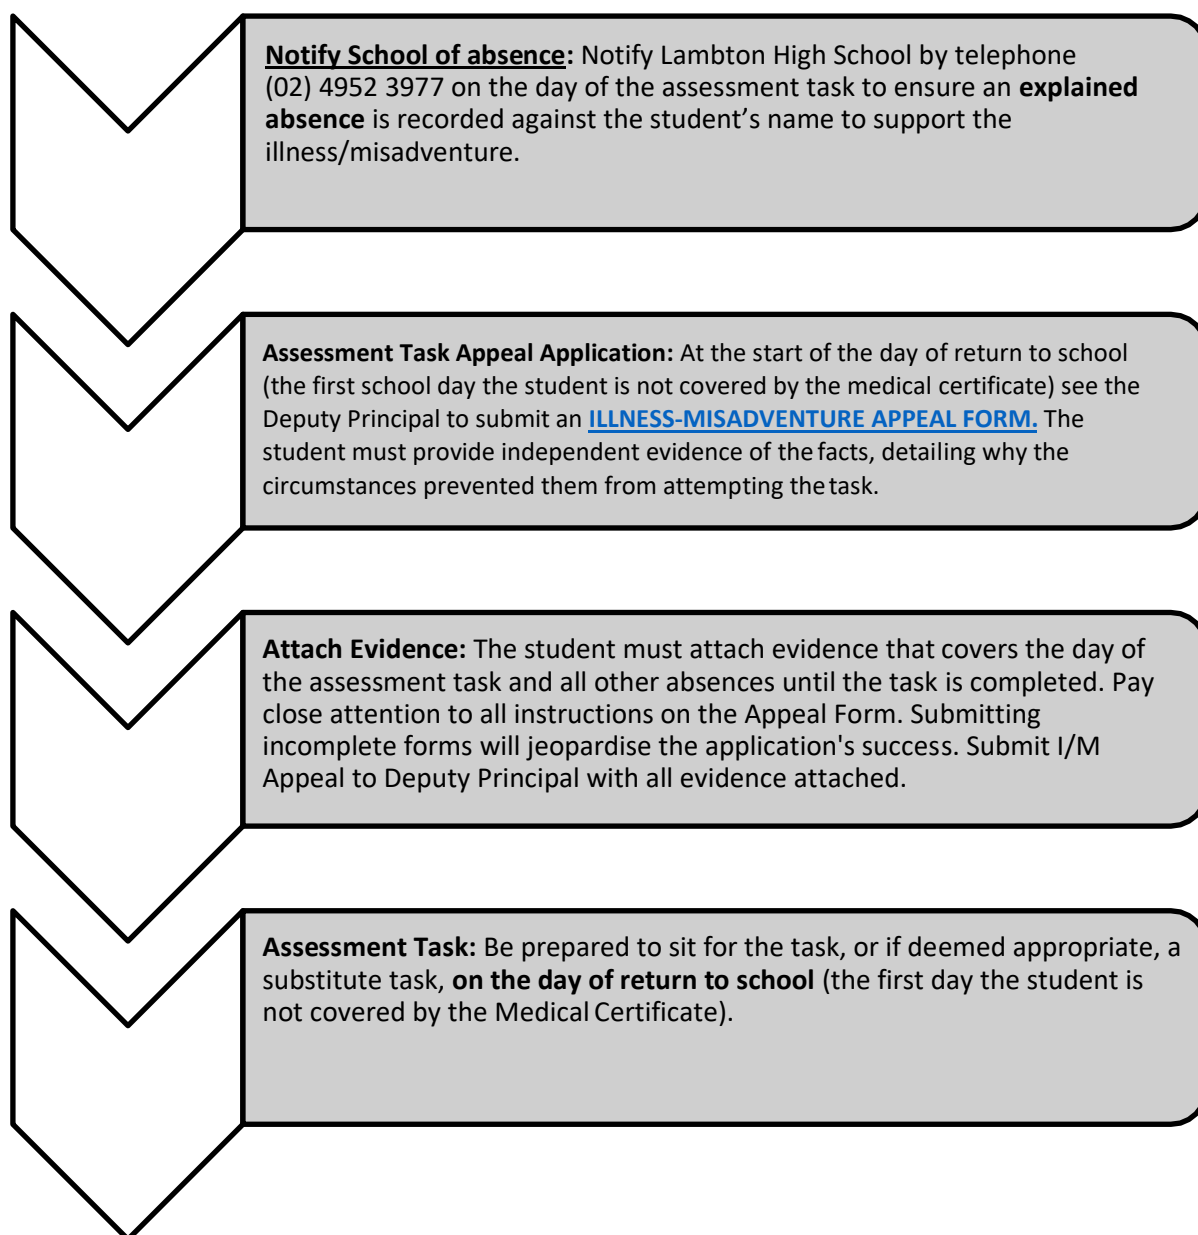 Notify School of absence: Notify Lambton High School by telephone
(02) 4952 3977 on the day of the assessment task to ensure an explained
absence is recorded against the student’s name to support the
illness/misadventure.
Assessment Task Appeal Application: At the start of the day of return to school
(the first school day the student is not covered by the medical certificate) see the
Deputy Principal to submit an ILLNESS-MISADVENTURE APPEAL FORM. The
student must provide independent evidence of the facts, detailing why the
circumstances prevented them from attempting the task.
Attach Evidence: The student must attach evidence that covers the day of
the assessment task and all other absences until the task is completed. Pay
close attention to all instructions on the Appeal Form. Submitting
incomplete forms will jeopardise the application's success. Submit I/M
Appeal to Deputy Principal with all evidence attached.
Assessment Task: Be prepared to sit for the task, or if deemed appropriate, a
substitute task, on the day of return to school (the first day the student is
not covered by the Medical Certificate).